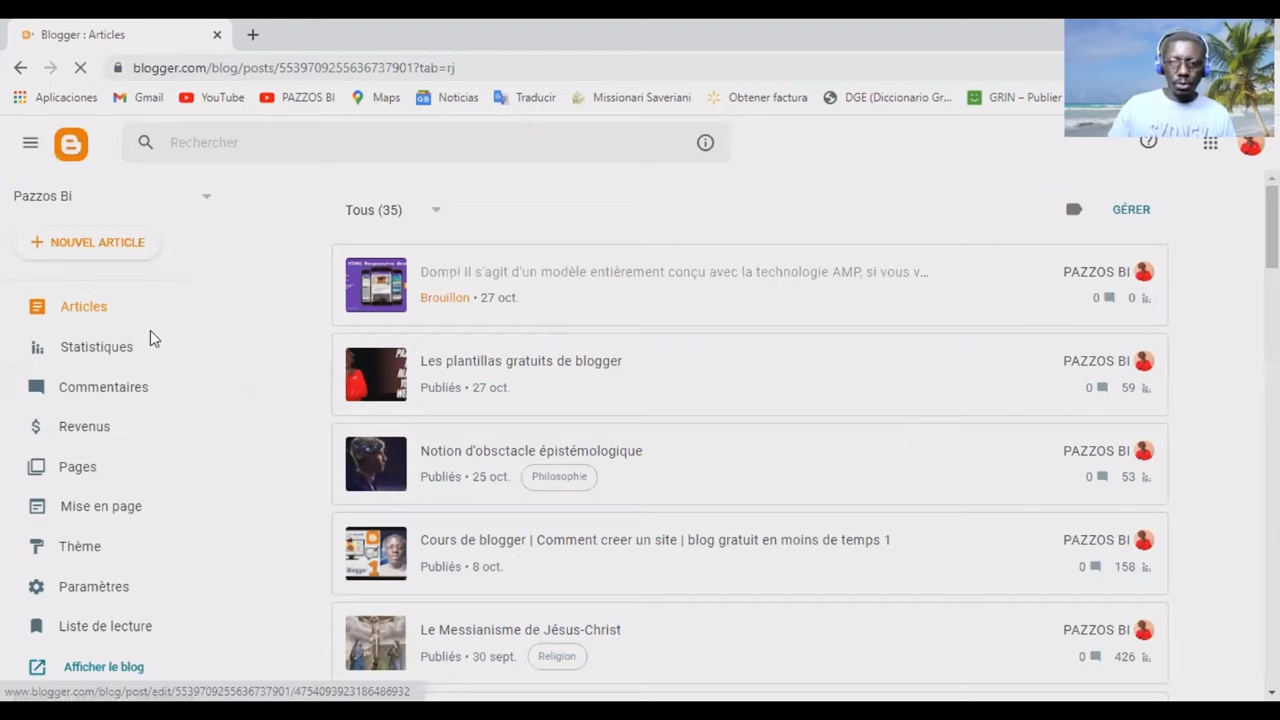 Blogger : Articles
blogger.com/blog/posts/5539709255636737901?tab=rj
Aplicaciones
Gmail
YouTube
PAZZOS BI
Maps
Noticias
Traducir
Missionari Saveriani
Obtener factura
DGE (Diccionario Gr...
GRIN – Publier
SYDNEY
Rechercher
Pazzos Bi
Tous (35)
GÉRER
NOUVEL ARTICLE
Articles
Statistiques
Commentaires
Revenus
Pages
Mise en page
Thème
Paramètres
Liste de lecture
Afficher le blog
Domp! Il s'agit d'un modèle entièrement conçu avec la technologie AMP, si vous v...
PAZZOS BI
Brouillon • 27 oct.
0
0
Les plantillas gratuits de blogger
PAZZOS BI
Publiés • 27 oct.
0
59
Notion d'obsctacle épistémologique
PAZZOS BI
Publiés • 25 oct.
Philosophie
0
53
Cours de blogger | Comment creer un site | blog gratuit en moins de temps 1
PAZZOS BI
Publiés • 8 oct.
0
158
Le Messianisme de Jésus-Christ
PAZZOS BI
Publiés • 30 sept.
Religion
0
426
www.blogger.com/blog/post/edit/5539709255636737901/4754093923186486932